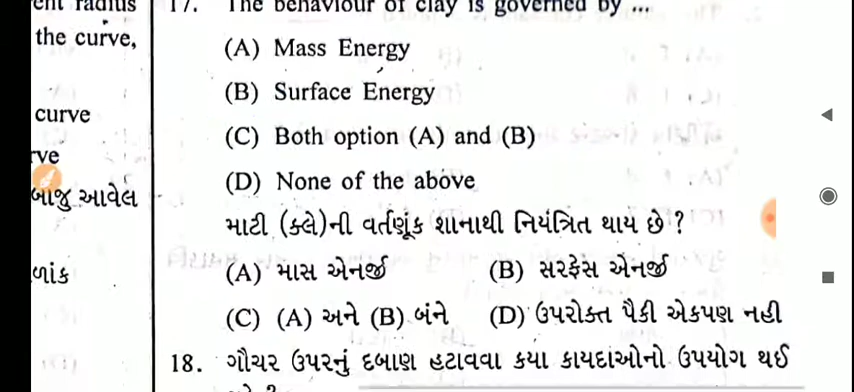 ent radius
the curve,
curve
rve
બાજુ આવેલ
ળાંક
17. The behaviour of clay is governed by ...
(A) Mass Energy
(B) Surface Energy
(C) Both option (A) and (B)
(D) None of the above
માટી (ક્લે)ની વર્તણૂંક શાનાથી નિયંત્રિત થાય છે?
(A) માસ એનર્જી (B) સરફેસ એનર્જી
(C) (A) અને (B) બંને (D) ઉપરોક્ત પૈકી એકપણ નહી
18. ગૌચર ઉપરનું દબાણ હટાવવા કયા કાયદાઓનો ઉપયોગ થઈ